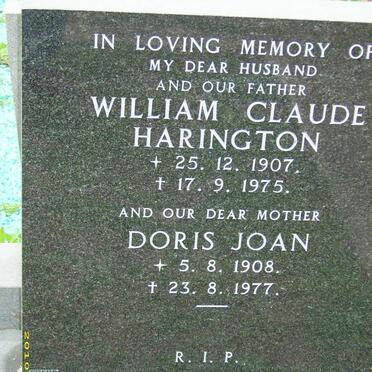 IN LOVING MEMORY OF
MY DEAR HUSBAND
AND OUR FATHER
WILLIAM CLAUDE
HARINGTON
+ 25. 12. 1907.
† 17. 9. 1975.
AND OUR DEAR MOTHER
DORIS JOAN
+ 5. 8. 1908.
† 23. 8. 1977.
R. I. P.
2010